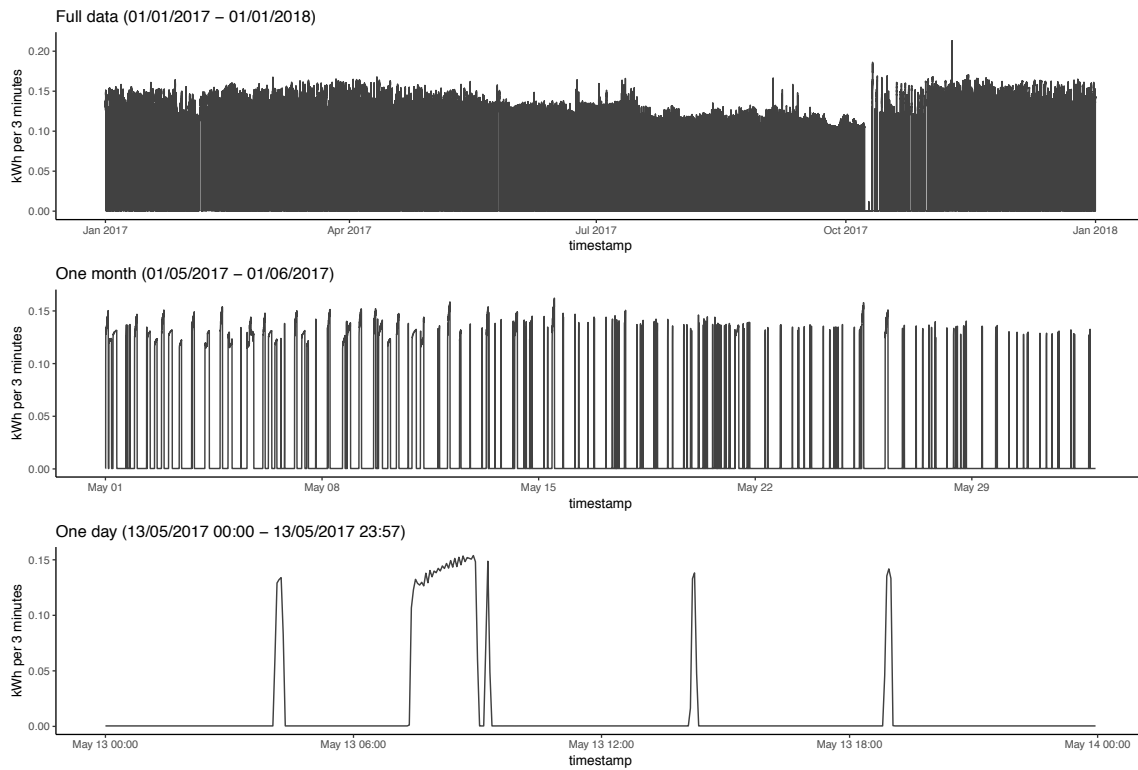 Full data (01/01/2017 – 01/01/2018)
kWh per 3 minutes
0.20
0.15
0.10
0.05
0.00
Jan 2017 Apr 2017 Jul 2017 Oct 2017 Jan 2018
timestamp
One month (01/05/2017 – 01/06/2017)
kWh per 3 minutes
0.15
0.10
0.05
0.00
May 01 May 08 May 15 May 22 May 29
timestamp
One day (13/05/2017 00:00 – 13/05/2017 23:57)
kWh per 3 minutes
0.15
0.10
0.05
0.00
May 13 00:00 May 13 06:00 May 13 12:00 May 13 18:00 May 14 00:00
timestamp